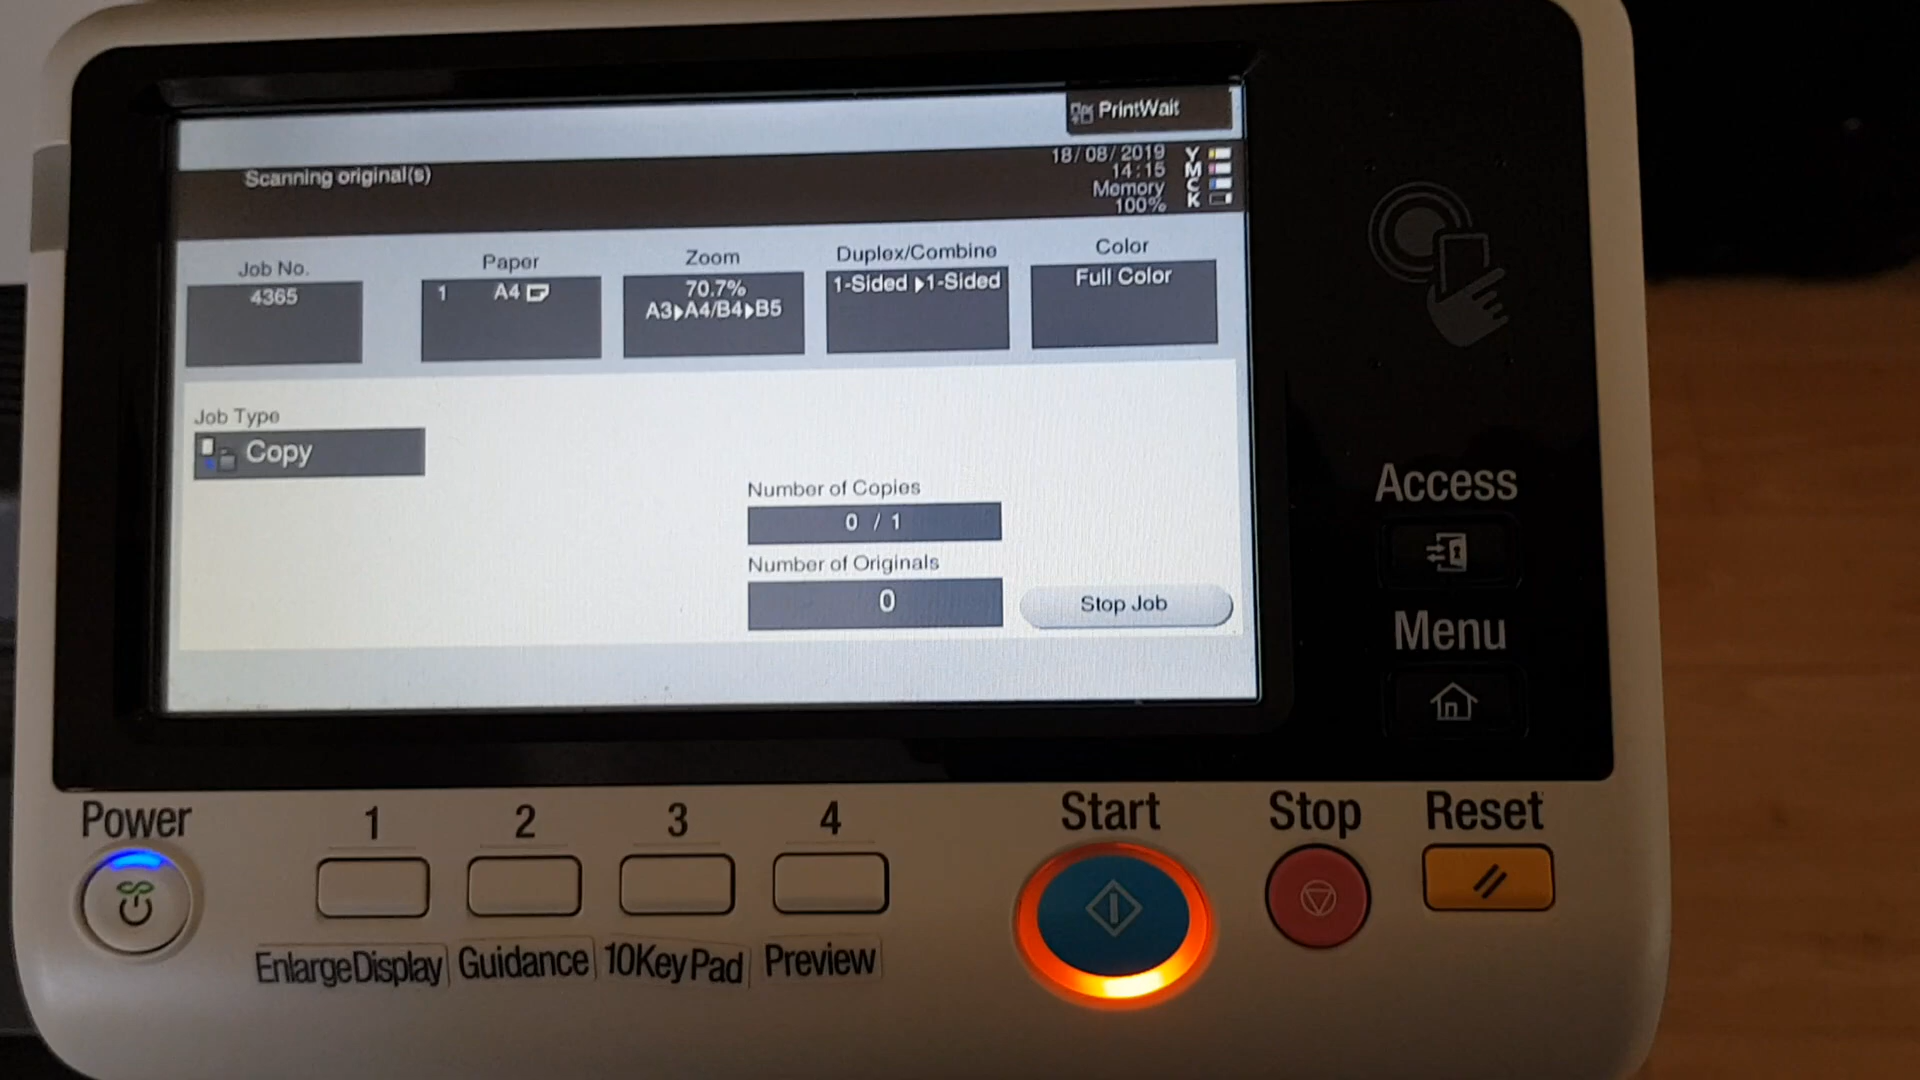 PrintWait
Scanning original(s)
18/08/2019
14:15
Memory
100%
Y
M
C
K
Job No.
4365
Paper
1 A4
Zoom
70.7%
A3▶A4/B4▶B5
Duplex/Combine
1-Sided ▶1-Sided
Color
Full Color
Job Type
Copy
Number of Copies
0 / 1
Number of Originals
0
Stop Job
Access
Menu
Power
1
2
3
4
Start
Stop
Reset
EnlargeDisplay
Guidance
10KeyPad
Preview